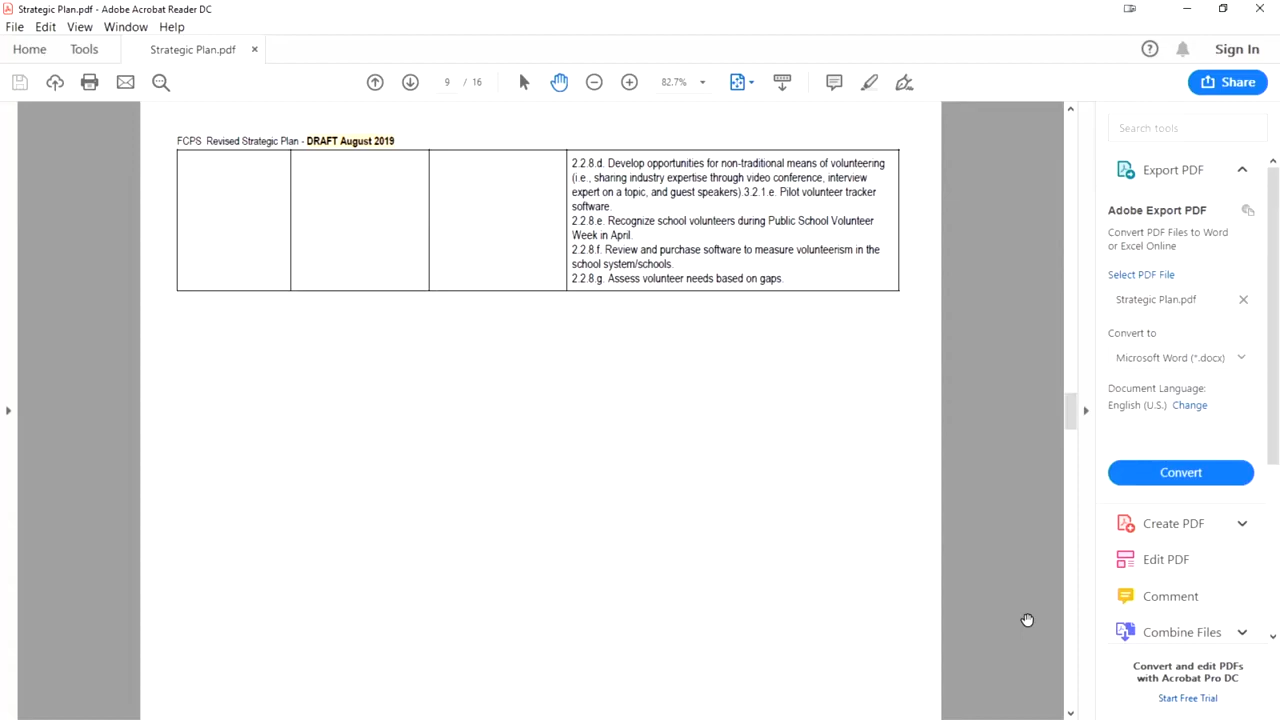 Strategic Plan.pdf - Adobe Acrobat Reader DC
File Edit View Window Help
Home Tools Strategic Plan.pdf × Sign In
9 / 16 82.7% Share
FCPS Revised Strategic Plan - DRAFT August 2019
2.2.8.d. Develop opportunities for non-traditional means of volunteering
(i.e., sharing industry expertise through video conference, interview
expert on a topic, and guest speakers).3.2.1.e. Pilot volunteer tracker
software.
2.2.8.e. Recognize school volunteers during Public School Volunteer
Week in April.
2.2.8.f. Review and purchase software to measure volunteerism in the
school system/schools.
2.2.8.g. Assess volunteer needs based on gaps.
Search tools
Export PDF
Adobe Export PDF
Convert PDF Files to Word
or Excel Online
Select PDF File
Strategic Plan.pdf
Convert to
Microsoft Word (*.docx)
Document Language:
English (U.S.) Change
Convert
Create PDF
Edit PDF
Comment
Combine Files
Convert and edit PDFs
with Acrobat Pro DC
Start Free Trial